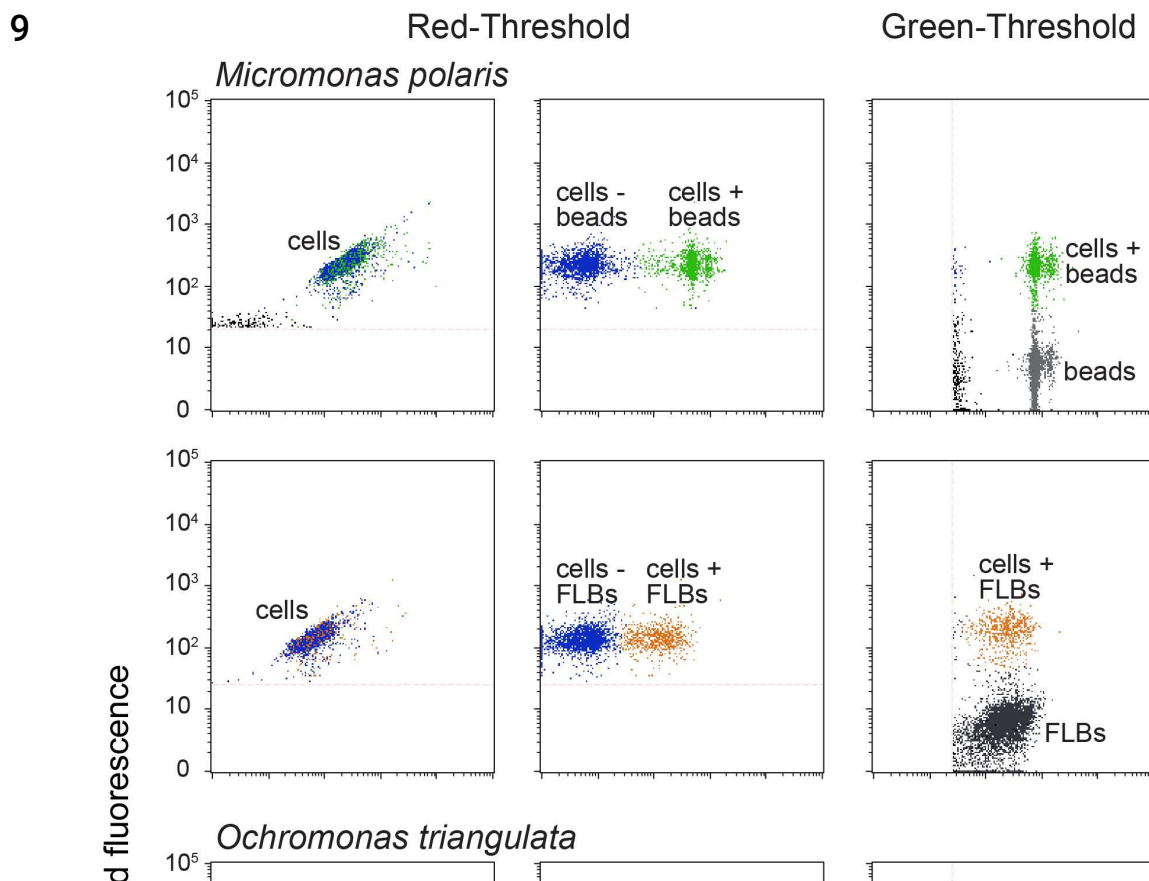 9
Red-Threshold
Green-Threshold
Micromonas polaris
10⁵
10⁴
10³
10²
10
0
cells
cells -
beads
cells +
beads
cells +
beads
beads
10⁵
10⁴
10³
10²
10
0
cells
cells -
FLBs
cells +
FLBs
cells +
FLBs
FLBs
fluorescence
Ochromonas triangulata
10⁵